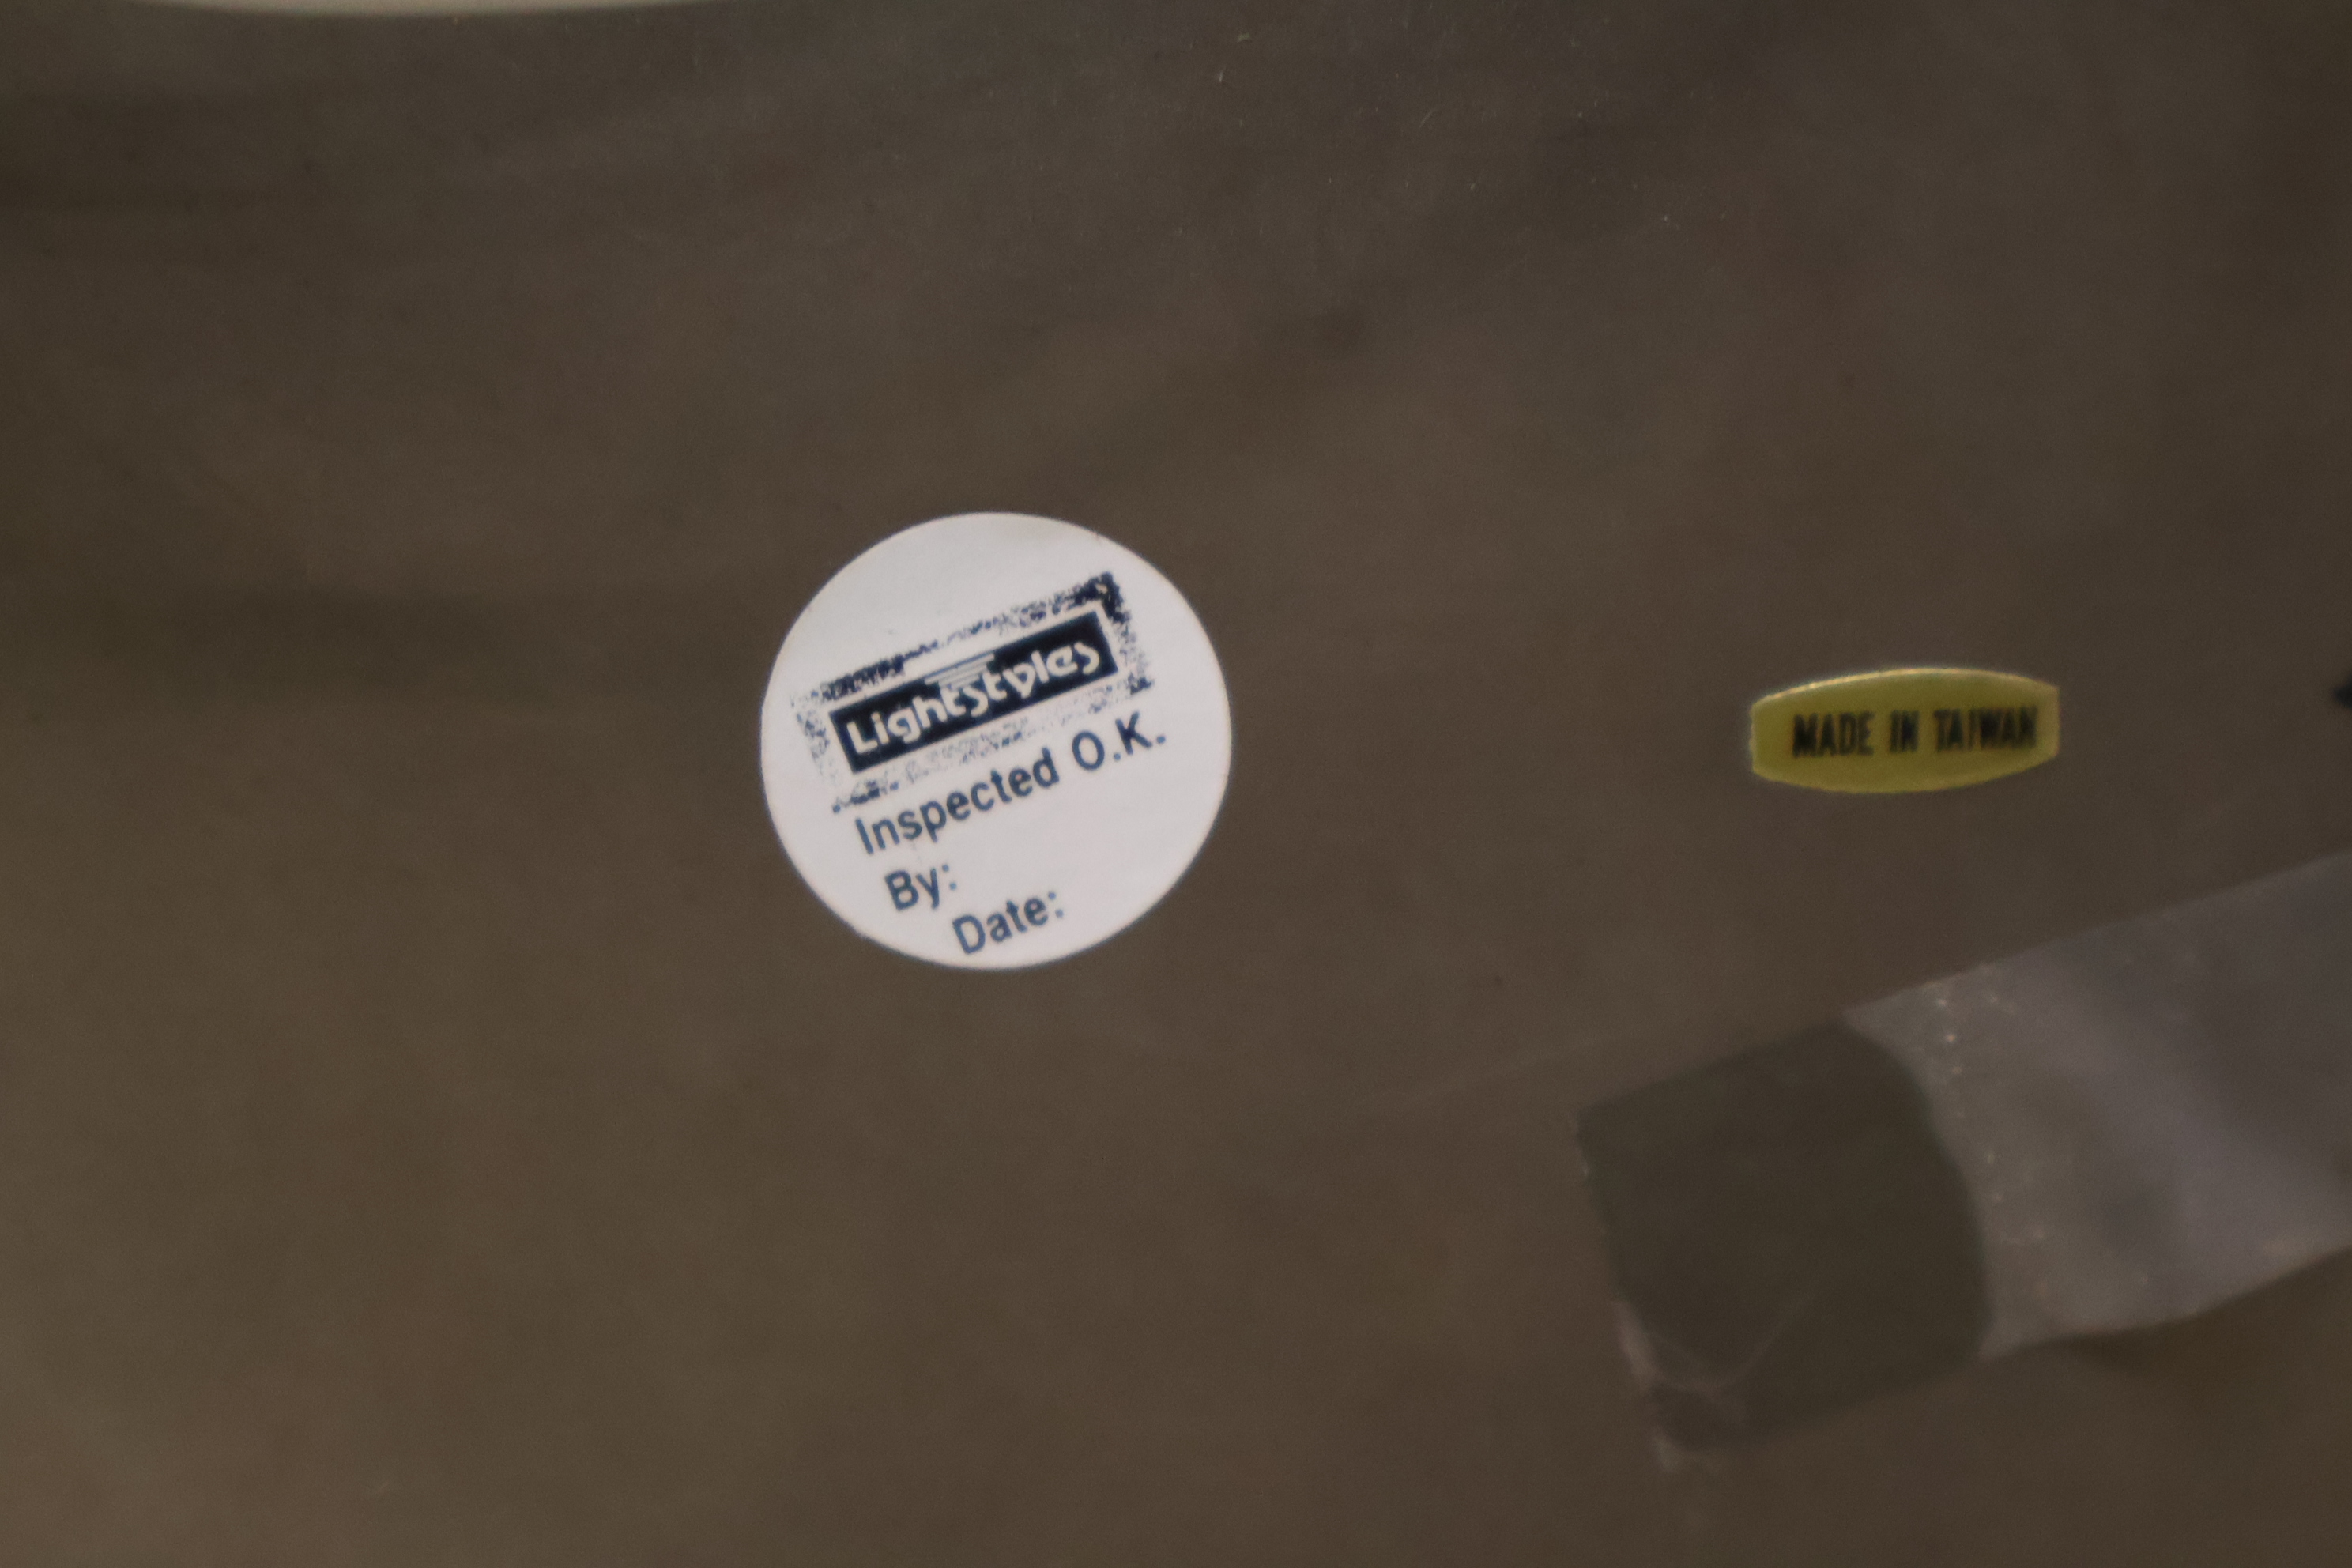 Lightstyles
Inspected O.K.
By:
Date:
MADE IN TAIWAN